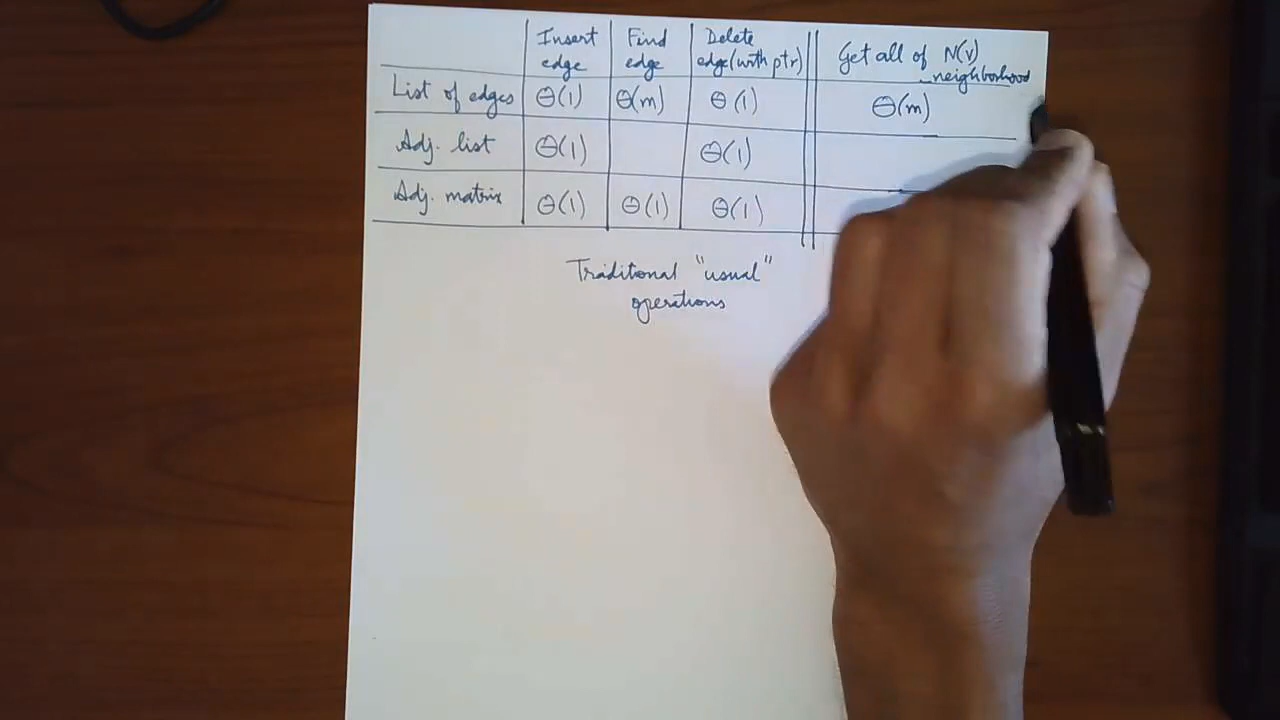 Insert edge | Find edge | Delete edge (with ptr) | Get all of N(v) neighborhood
List of edges | Θ(1) | Θ(m) | Θ(1) | Θ(m)
Adj. list | Θ(1) | | Θ(1) |
Adj. matrix | Θ(1) | Θ(1) | Θ(1) |
Traditional "usual"
operations